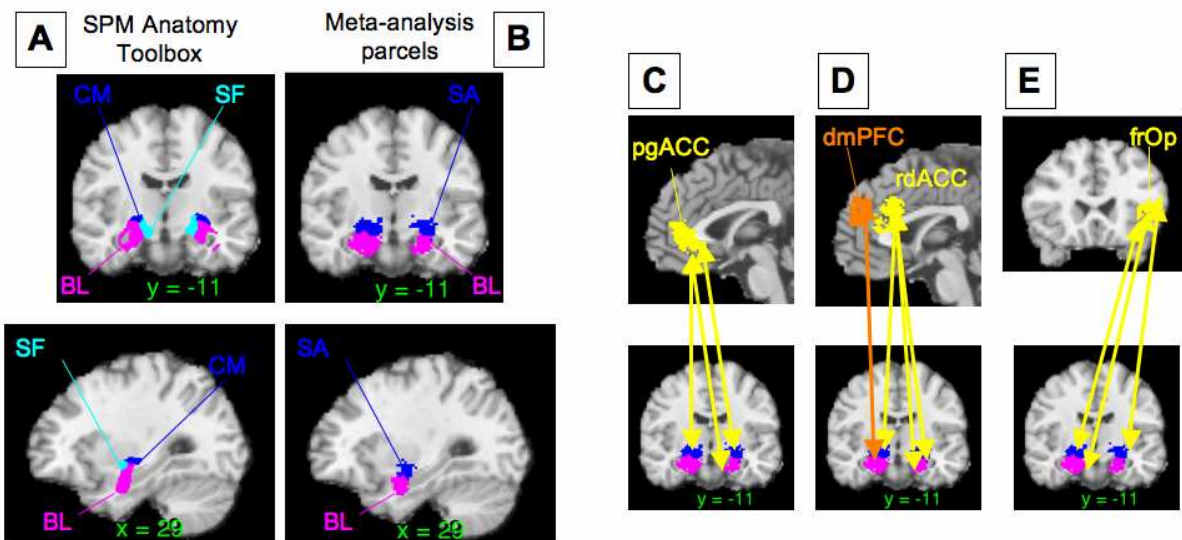 A
SPM Anatomy
Toolbox
Meta-analysis
parcels
B
CM
SF
BL
y = -11
SA
BL
y = -11
SF
CM
BL
x = 29
SA
BL
x = 29
C
D
E
pgACC
dmPFC
rdACC
frOp
y = -11
y = -11
y = -11